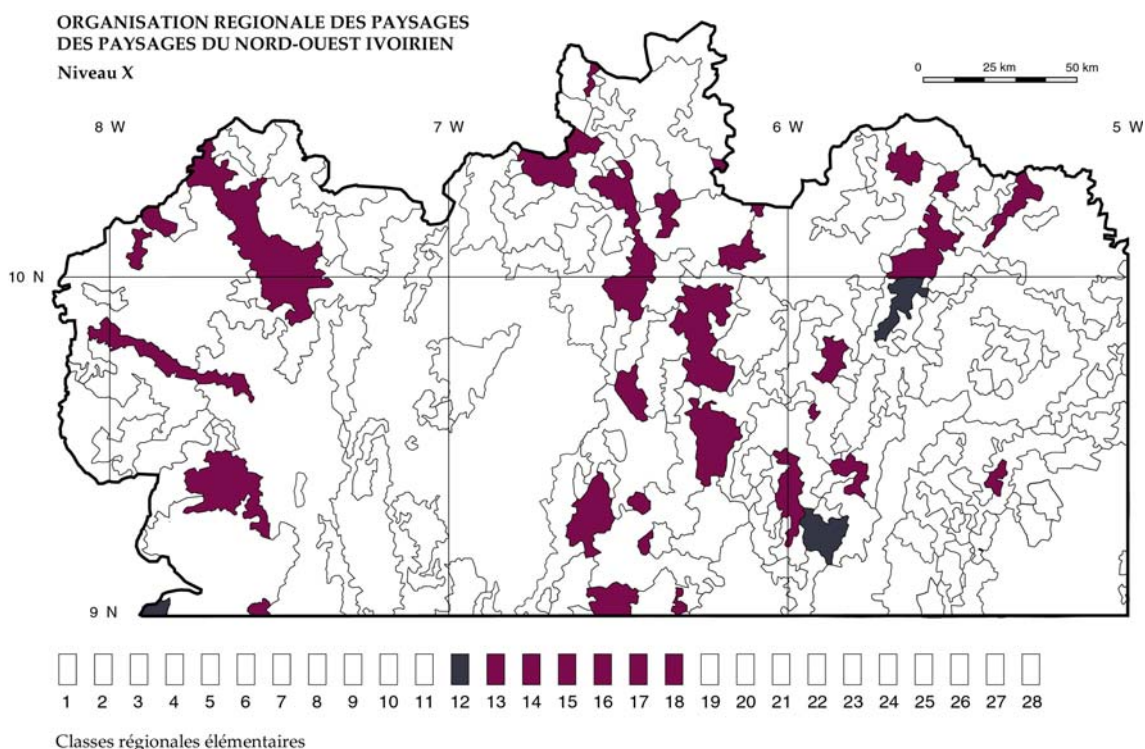 ORGANISATION REGIONALE DES PAYSAGES
DES PAYSAGES DU NORD-OUEST IVOIRIEN
Niveau X
0 25 km 50 km
8 W 7 W 6 W 5 W
10 N
9 N
1 2 3 4 5 6 7 8 9 10 11 12 13 14 15 16 17 18 19 20 21 22 23 24 25 26 27 28
Classes régionales élémentaires